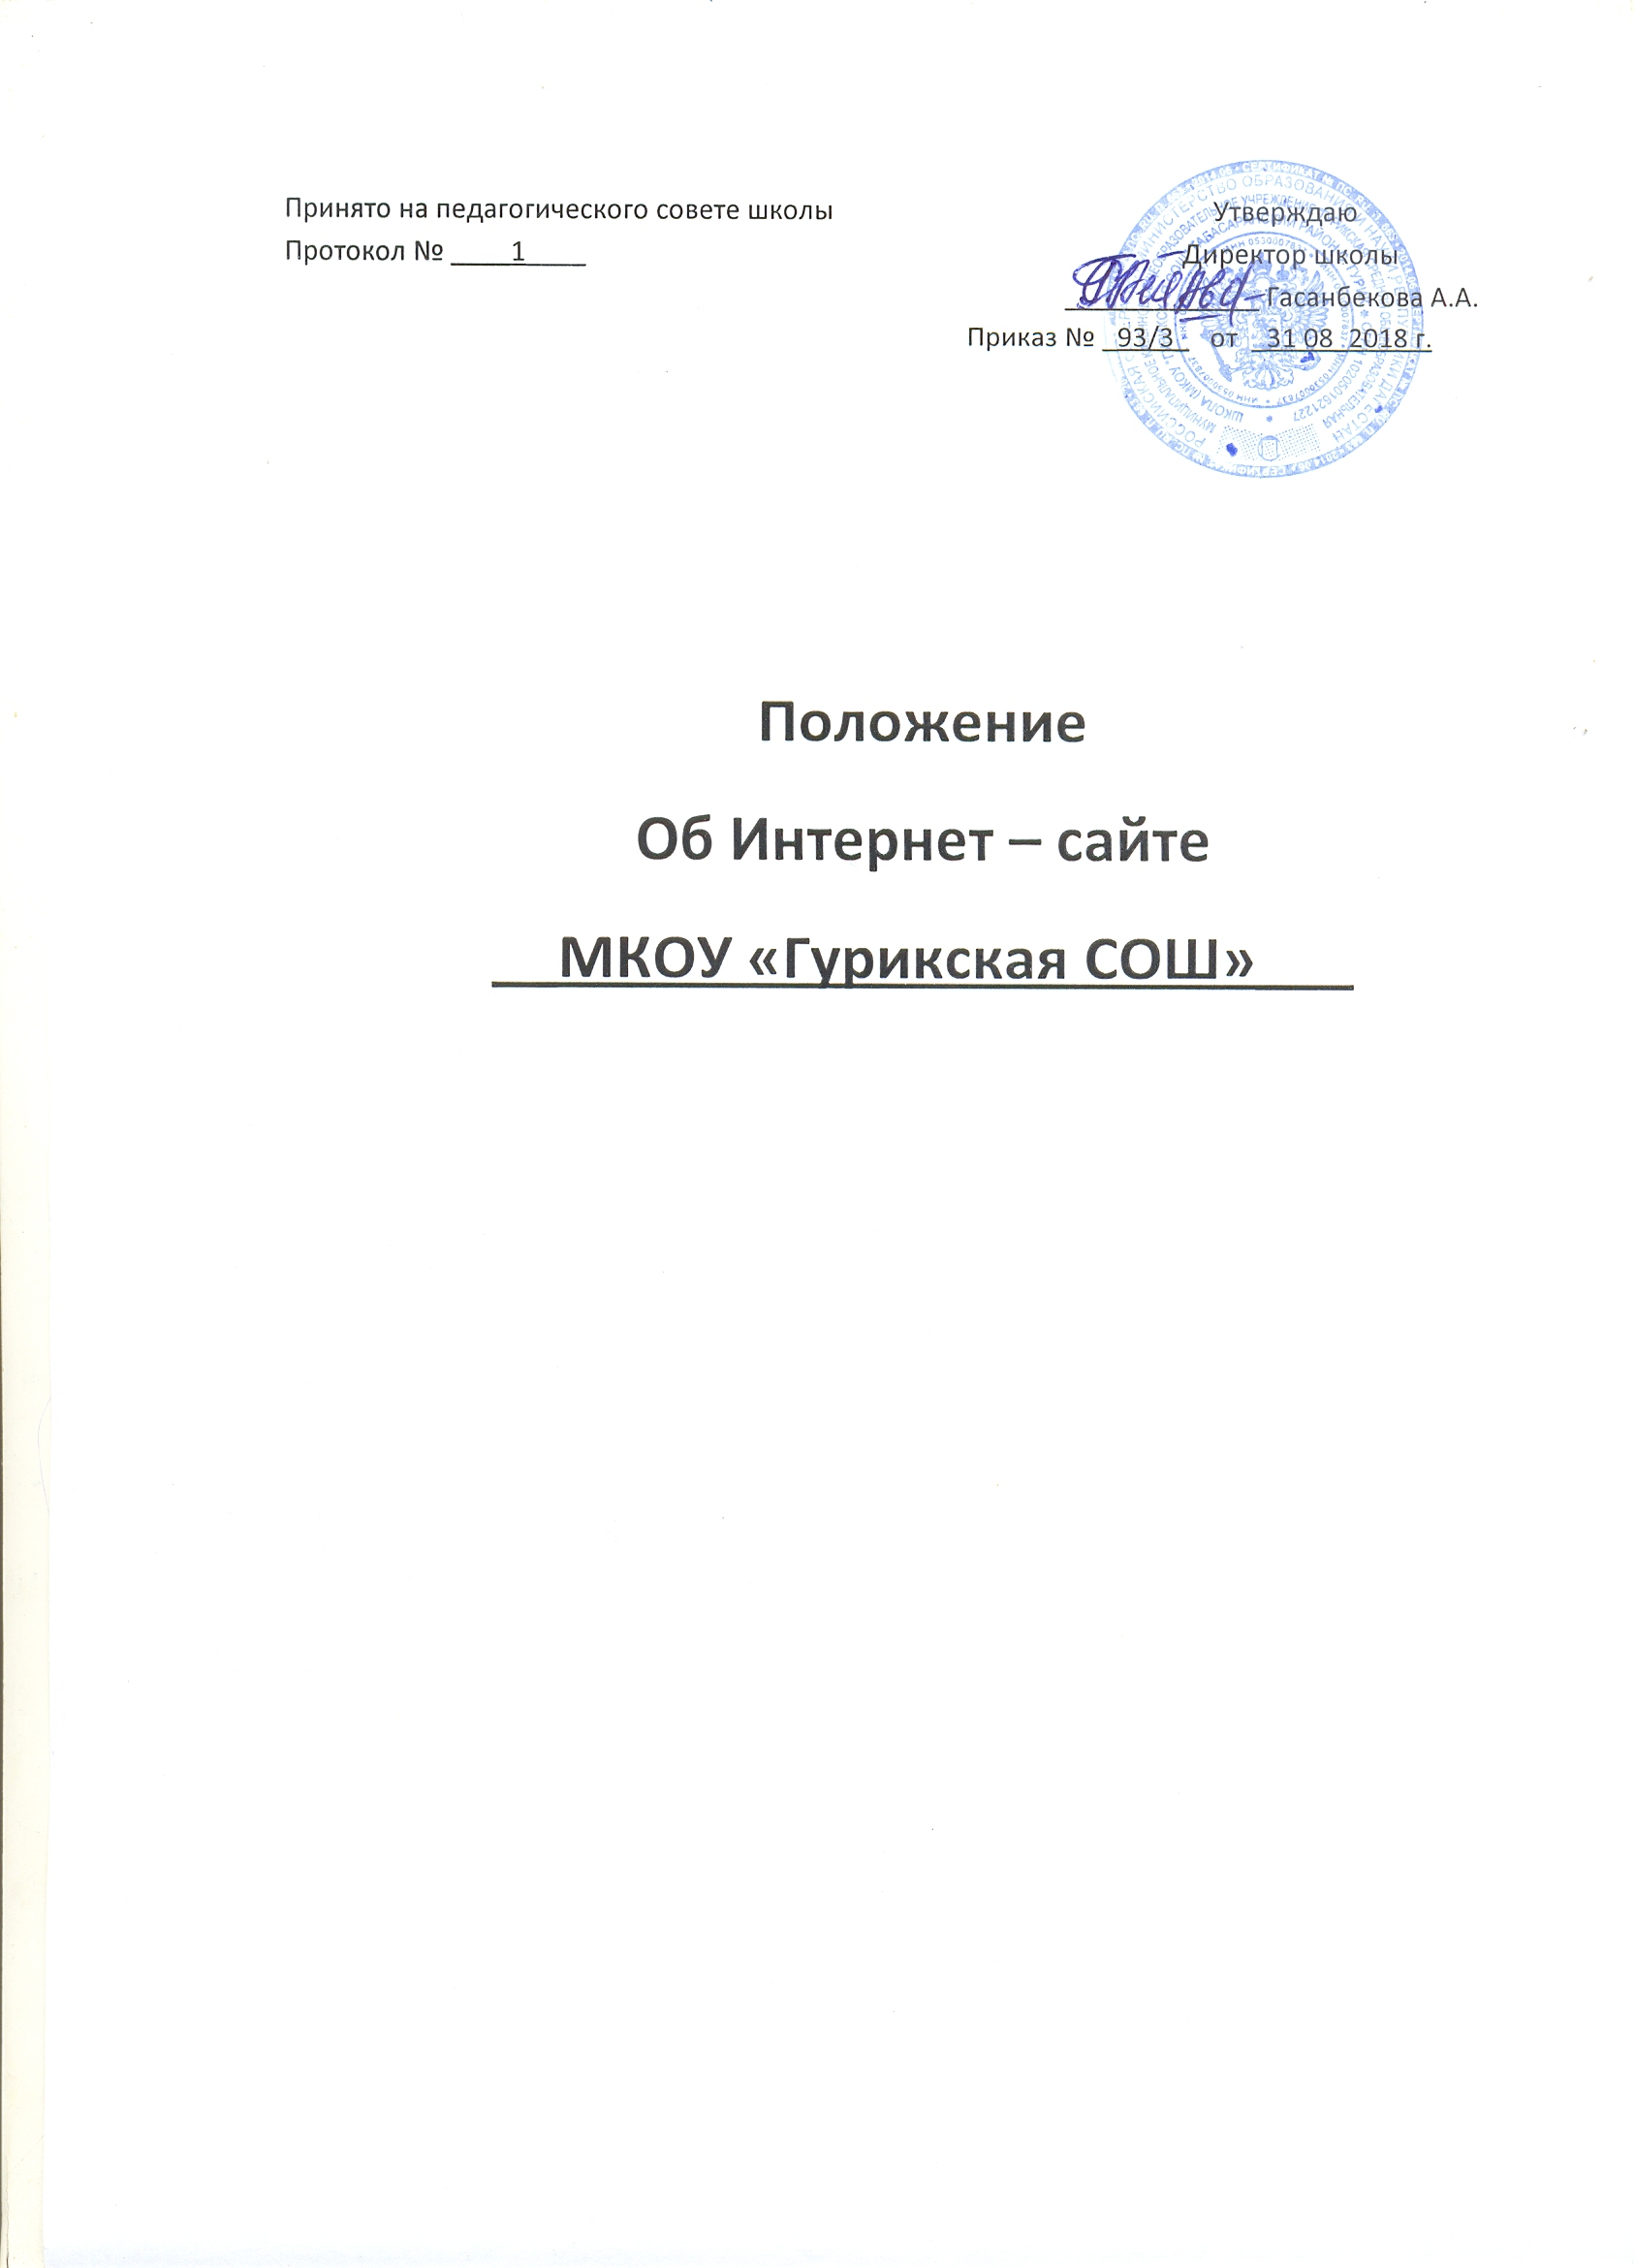 Принято на педагогического совете школы
Протокол № 1
Утверждаю
Директор школы
Гасанбекова А.А.
Приказ № 93/3 от 31 08 .2018 г.
Положение
Об Интернет – сайте
МКОУ «Гурикская СОШ»